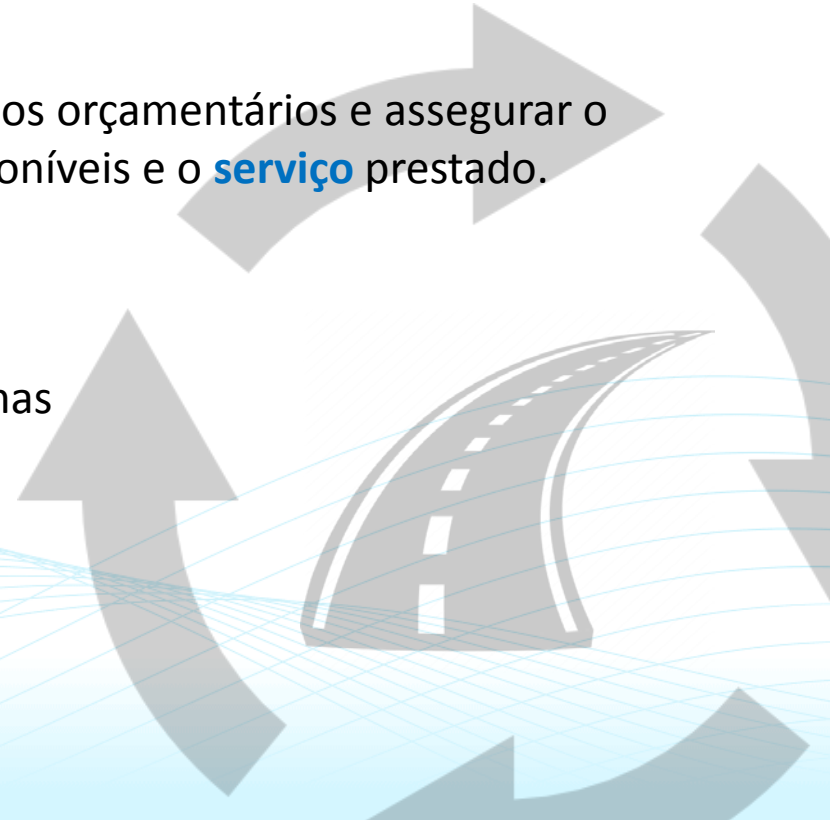 os orçamentários e assegurar o
oníveis e o serviço prestado.
nas